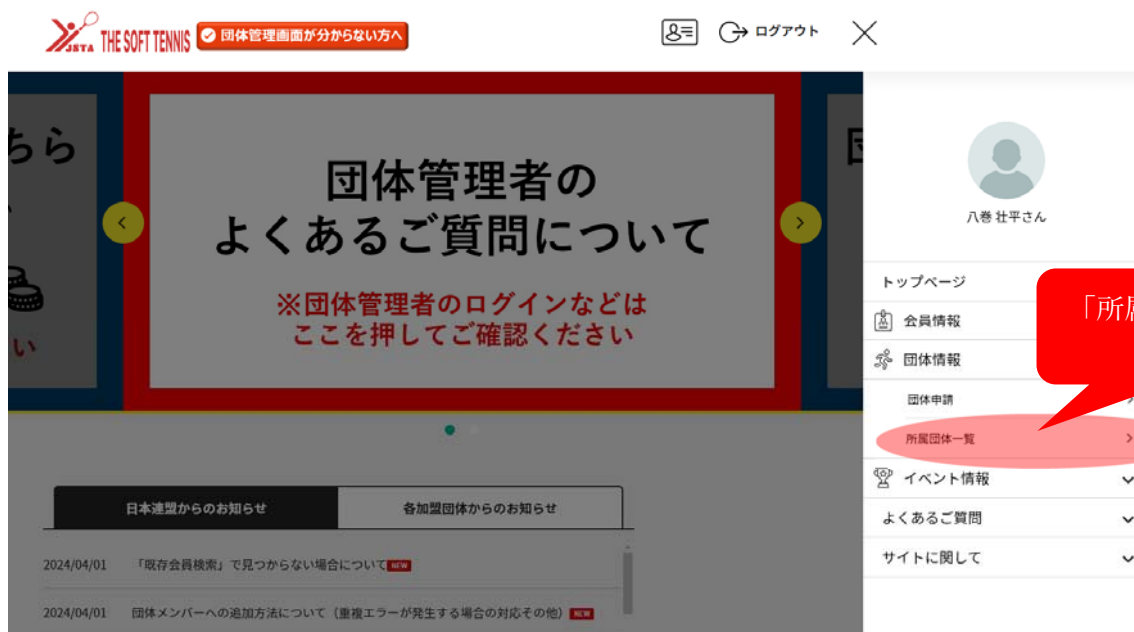 JSTA THE SOFT TENNIS
団体管理画面が分からない方へ
ログアウト
ちら
い
団体管理者の
よくあるご質問について
※団体管理者のログインなどは
ここを押してご確認ください
八巻 壮平さん
トップページ
会員情報
団体情報
団体申請
所属団体一覧
イベント情報
よくあるご質問
サイトに関して
「所属
日本連盟からのお知らせ
各加盟団体からのお知らせ
2024/04/01 「既存会員検索」で見つからない場合について NEW
2024/04/01 団体メンバーへの追加方法について（重複エラーが発生する場合の対応その他） NEW